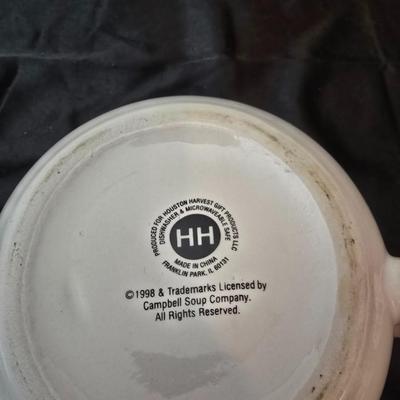 PRODUCED FOR HOUSTON HARVEST GIFT PRODUCTS LLC
DISHWASHER & MICROWAVEABLE SAFE
HH
MADE IN CHINA
FRANKLIN PARK, IL 60131
©1998 & Trademarks Licensed by
Campbell Soup Company.
All Rights Reserved.